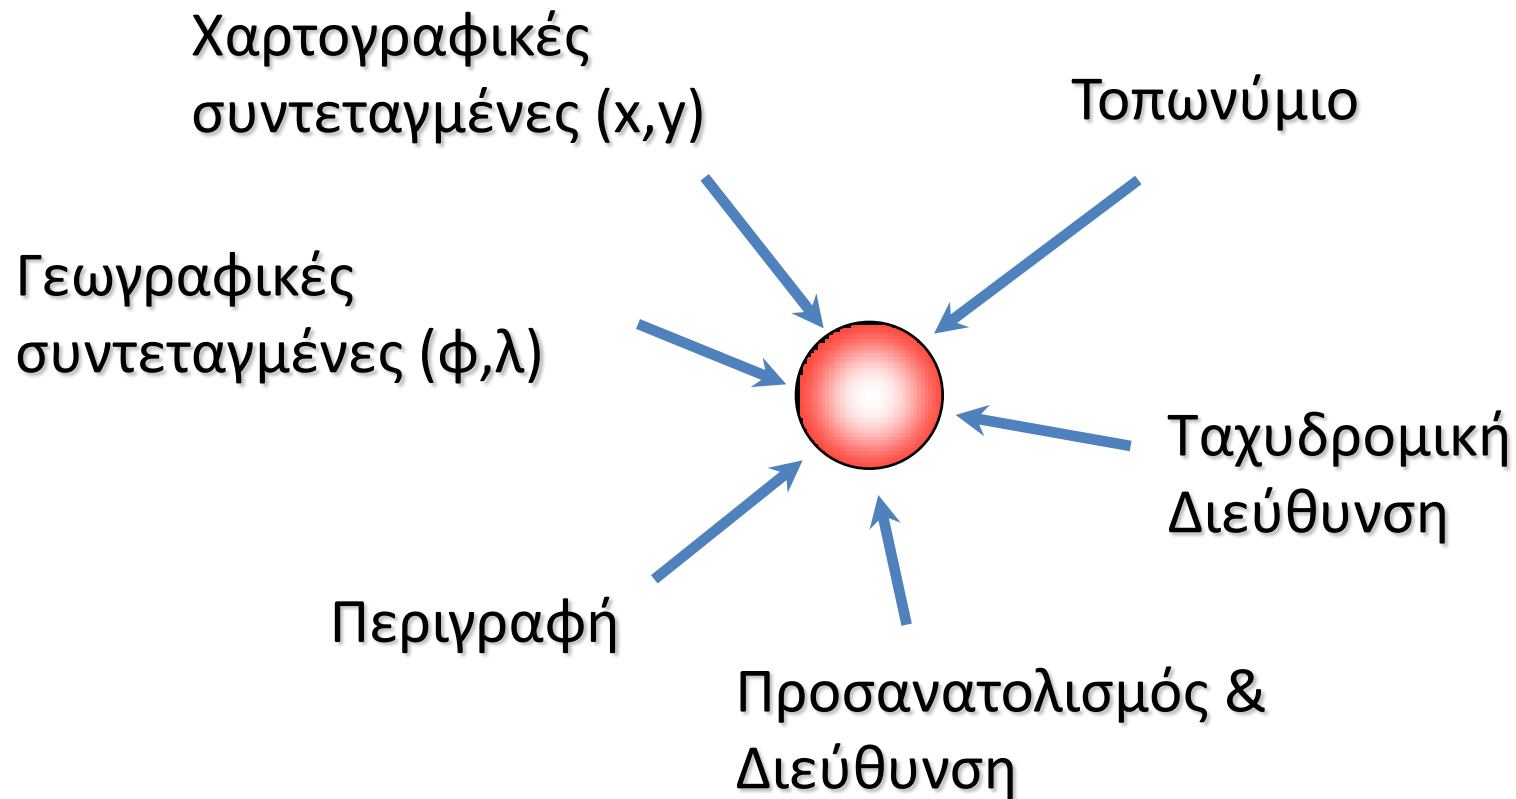 Χαρτογραφικές
συντεταγμένες (x,y)
Τοπωνύμιο
Γεωγραφικές
συντεταγμένες (φ,λ)
Ταχυδρομική
Διεύθυνση
Περιγραφή
Προσανατολισμός &
Διεύθυνση